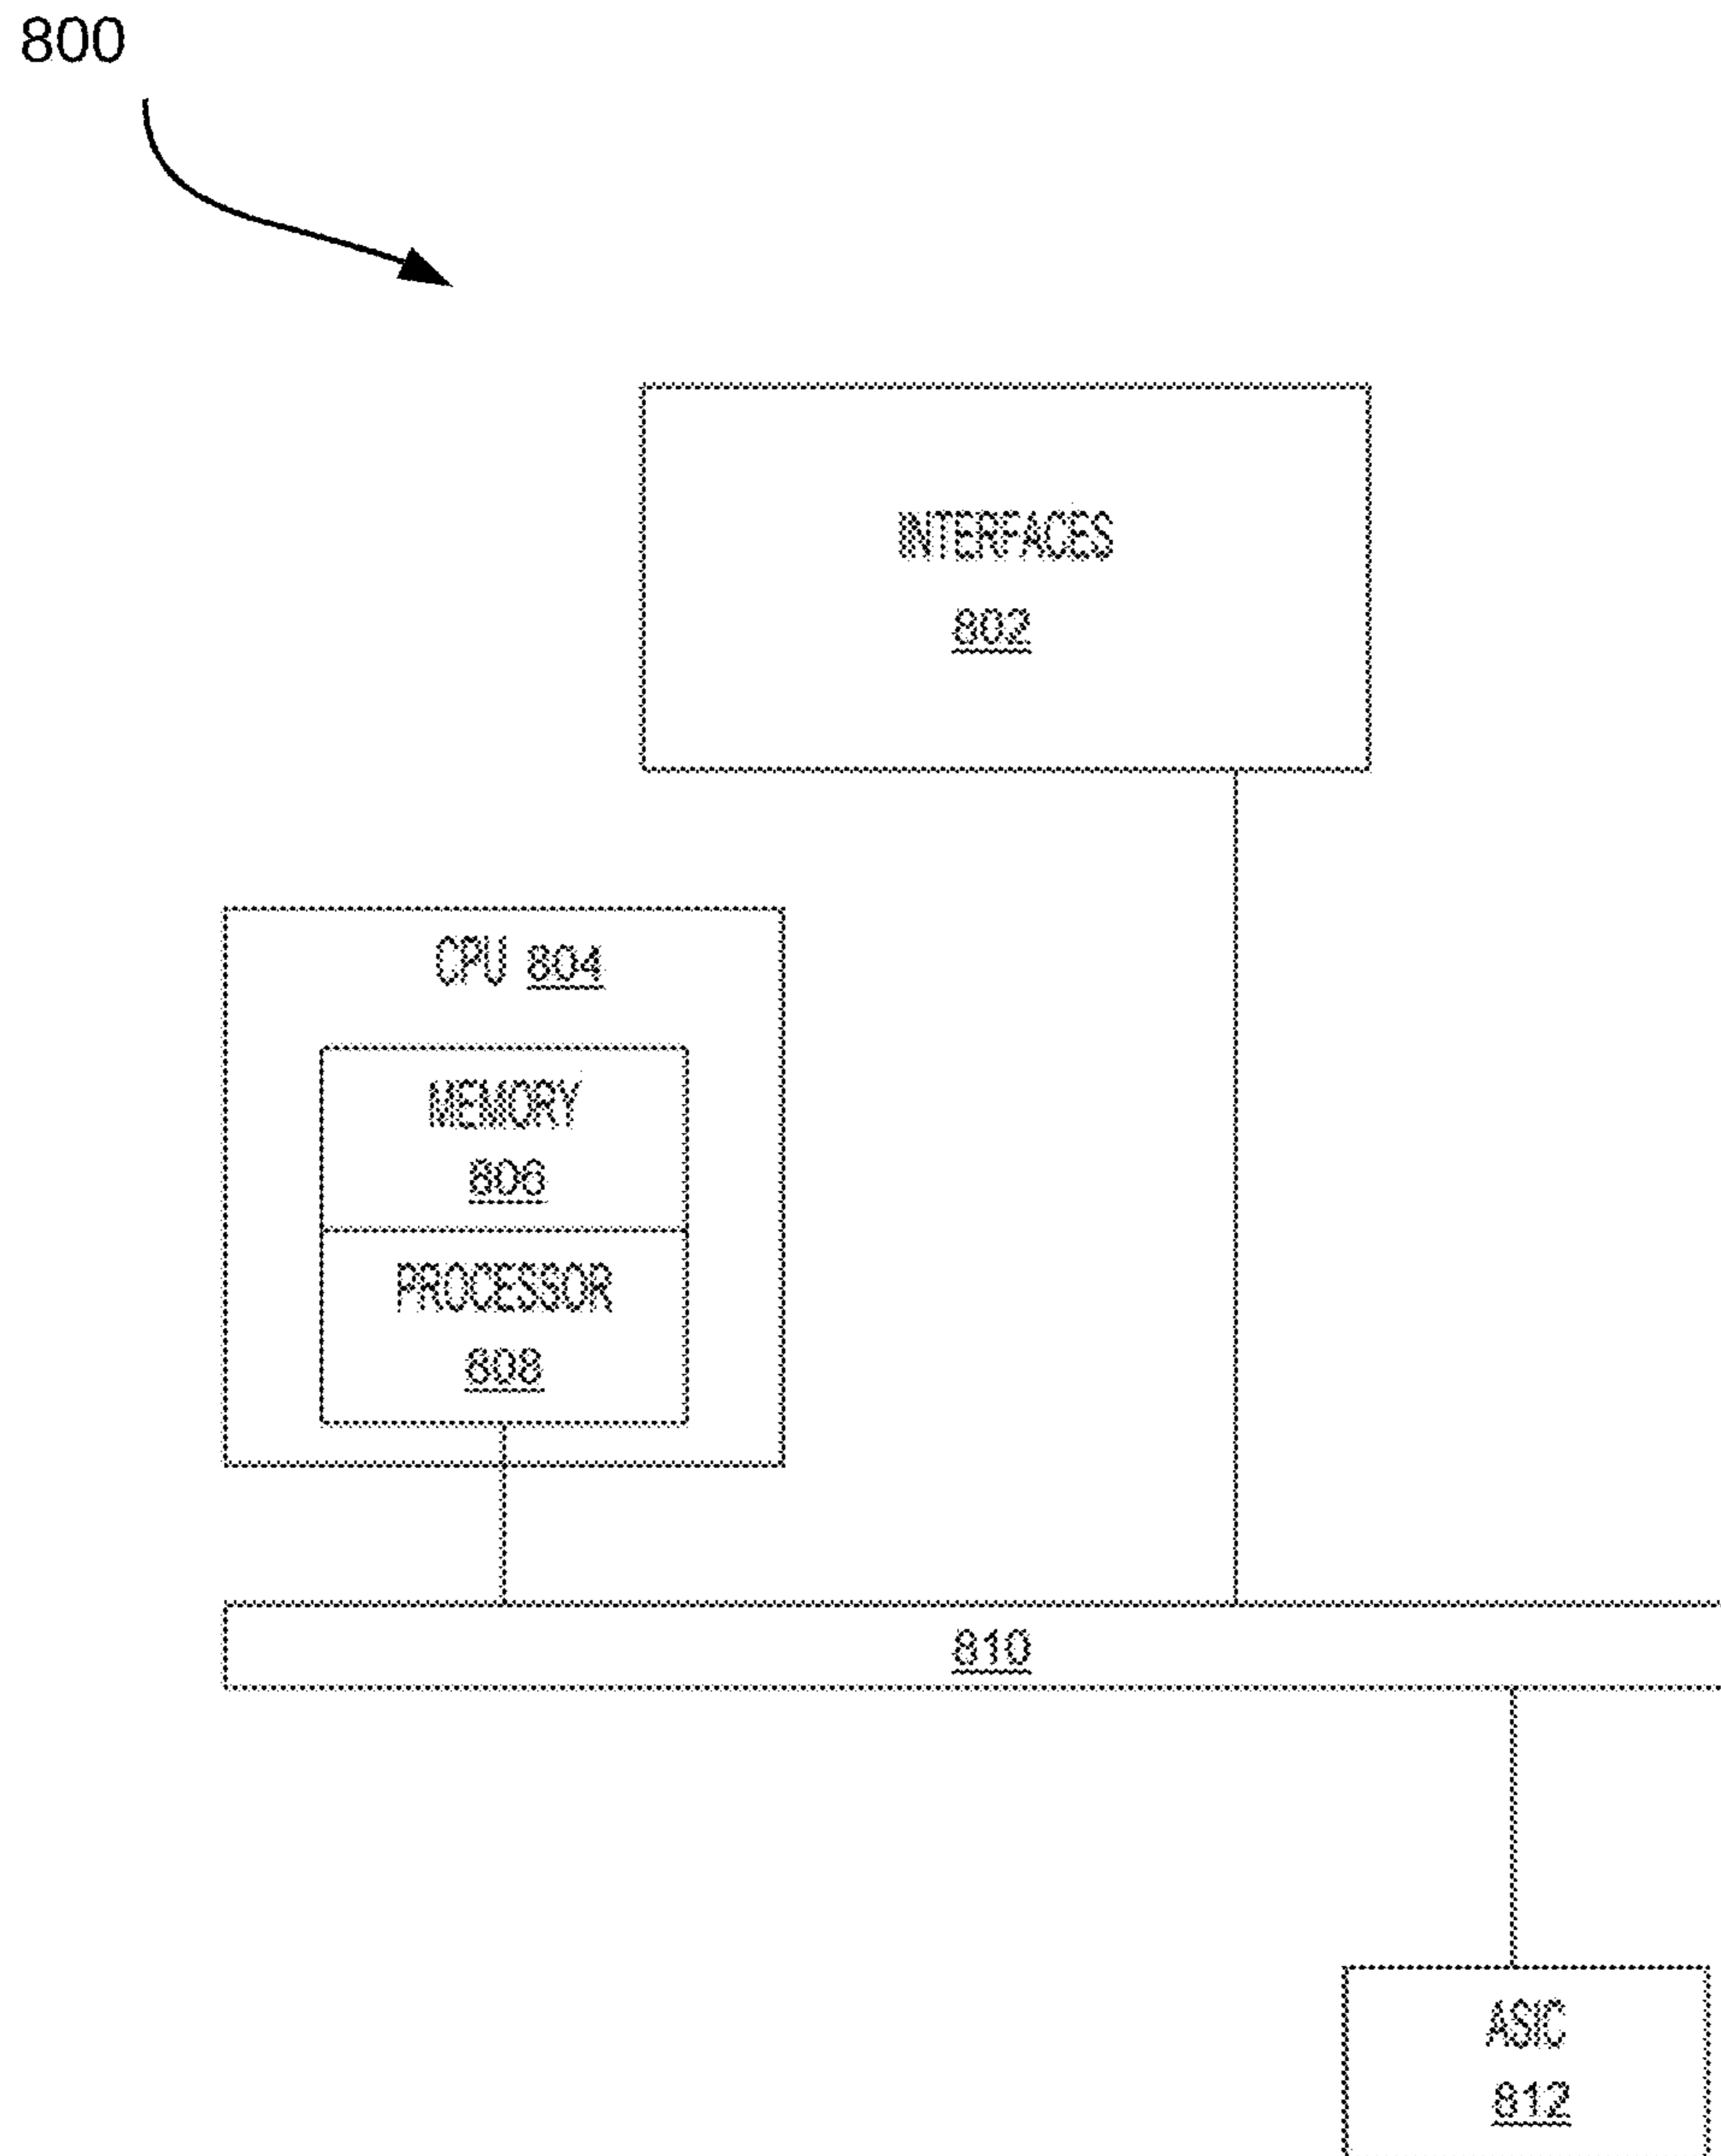 800
INTERFACES
802
CPU 804
MEMORY
806
PROCESSOR
808
810
ASIC
812